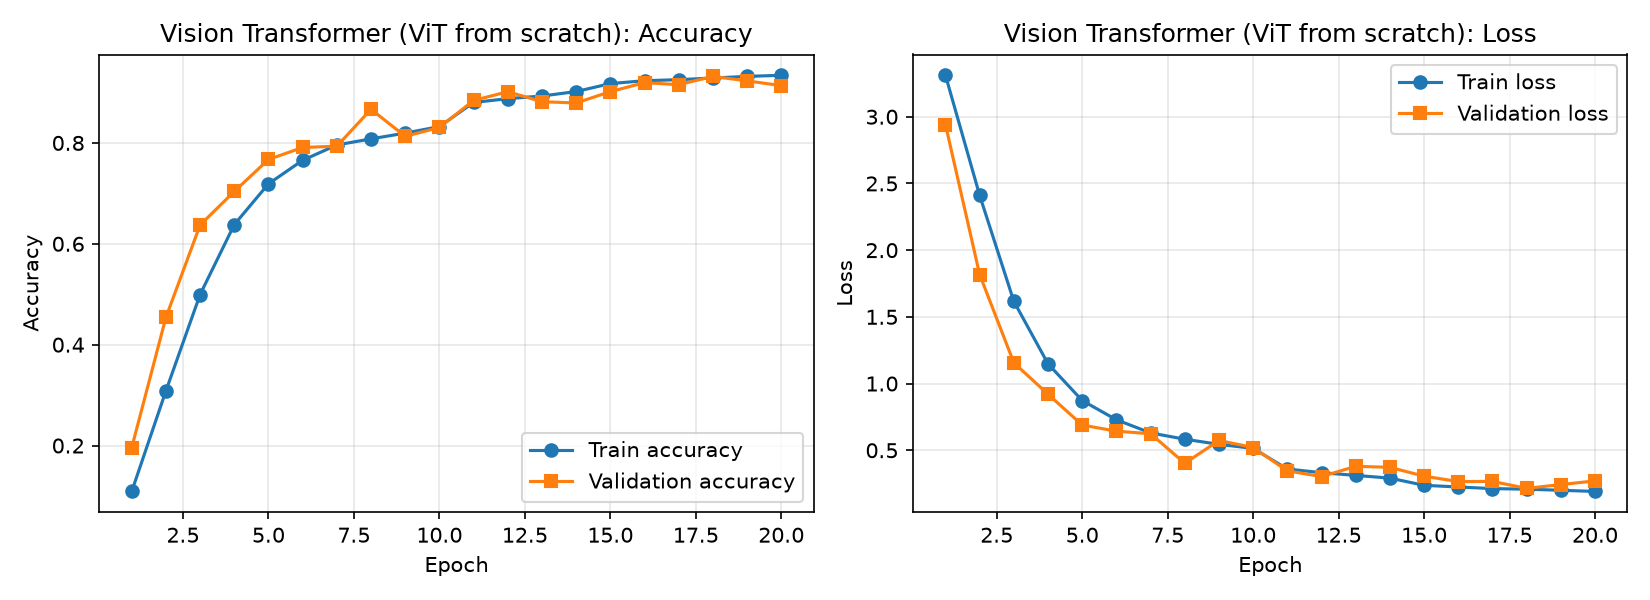 Vision Transformer (ViT from scratch): Accuracy
Accuracy
0.8
0.6
0.4
0.2
Train accuracy
Validation accuracy
2.5 5.0 7.5 10.0 12.5 15.0 17.5 20.0
Epoch
Vision Transformer (ViT from scratch): Loss
Loss
3.0
2.5
2.0
1.5
1.0
0.5
Train loss
Validation loss
2.5 5.0 7.5 10.0 12.5 15.0 17.5 20.0
Epoch